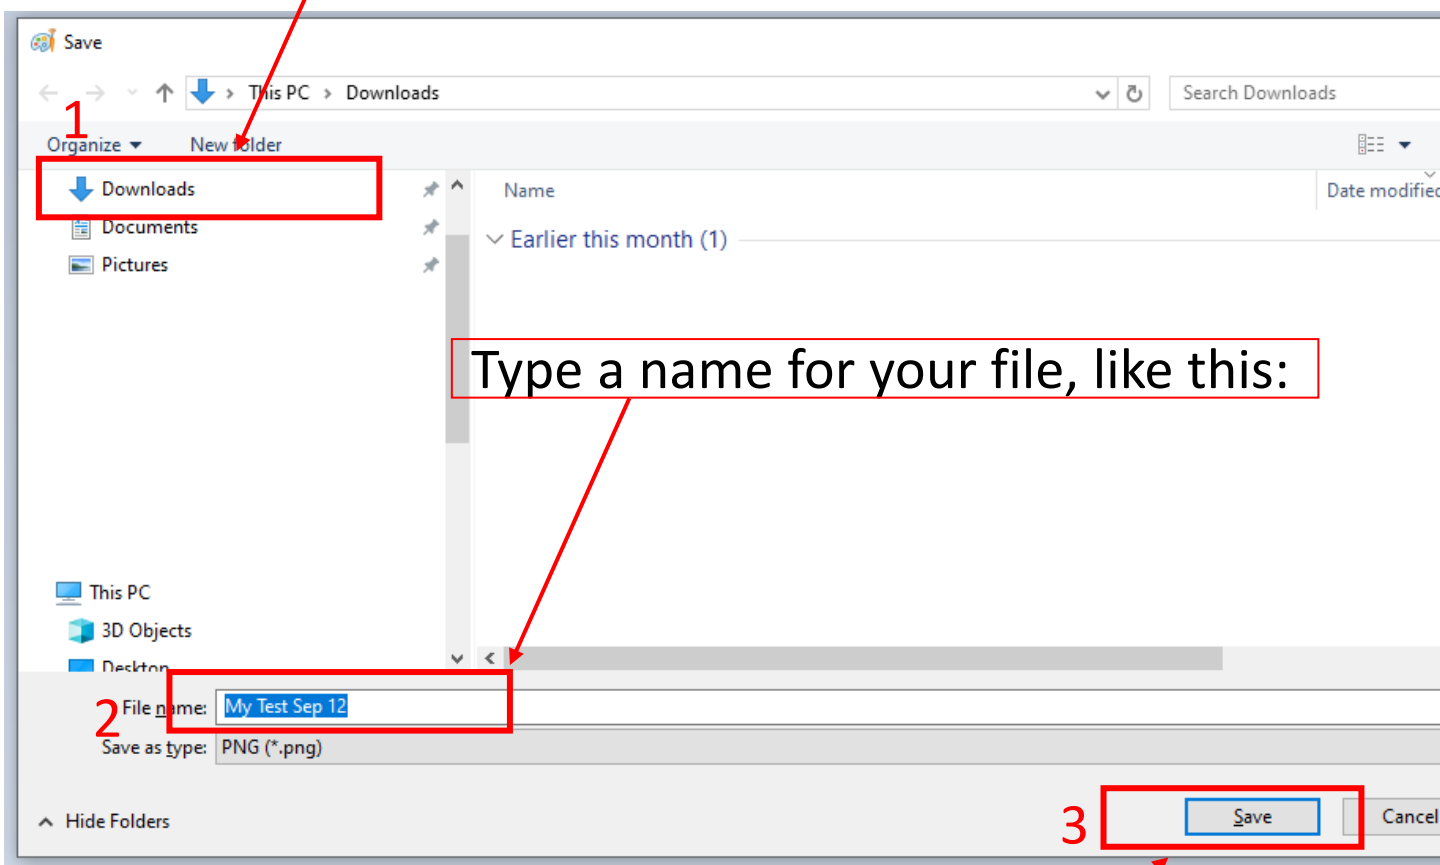 Save
This PC > Downloads
Search Downloads
1
Organize
New folder
Downloads
Documents
Pictures
Name
Date modified
Earlier this month (1)
Type a name for your file, like this:
This PC
3D Objects
Desktop
2
File name: My Test Sep 12
Save as type: PNG (*.png)
Hide Folders
3
Save
Cancel